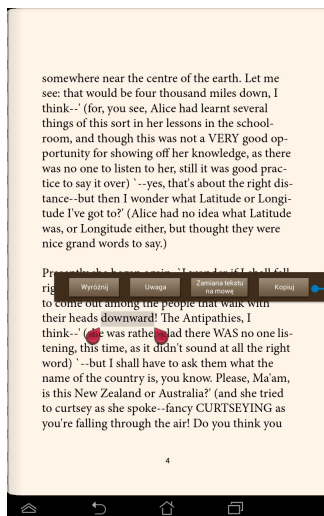 somewhere near the centre of the earth. Let me
see: that would be four thousand miles down, I
think--' (for, you see, Alice had learnt several
things of this sort in her lessons in the school-
room, and though this was not a VERY good op-
portunity for showing off her knowledge, as there
was no one to listen to her, still it was good prac-
tice to say it over) `--yes, that's about the right dis-
tance--but then I wonder what Latitude or Longi-
tude I've got to?' (Alice had no idea what Latitude
was, or Longitude either, but thought they were
nice grand words to say.)
Wyróżnij Uwaga Zamiana tekstu na mowę Kopiuj
to come out among the people that walk with
their heads downward! The Antipathies, I
think--' (she was rather glad there WAS no one lis-
tening, this time, as it didn't sound at all the right
word) `--but I shall have to ask them what the
name of the country is, you know. Please, Ma'am,
is this New Zealand or Australia?' (and she tried
to curtsey as she spoke--fancy CURTSEYING as
you're falling through the air! Do you think you
4